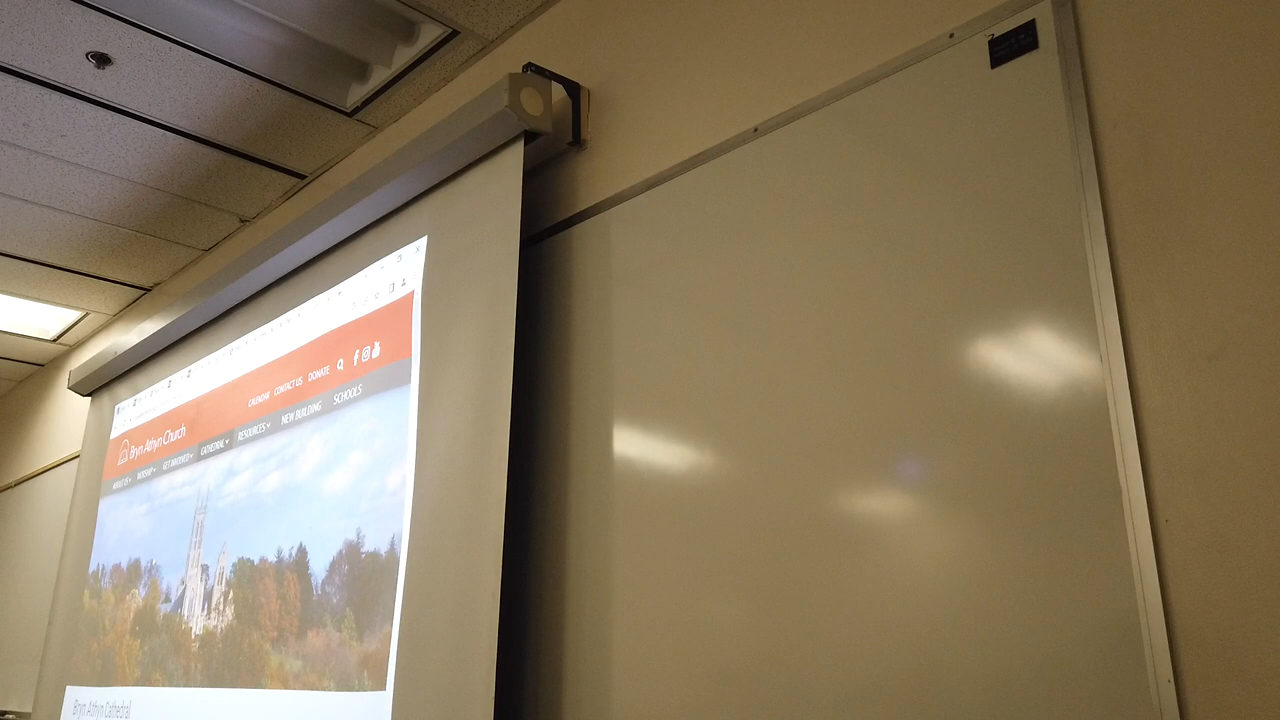 CALENDAR CONTACT US DONATE
Bryn Athyn Church
ABOUT US WORSHIP GET INVOLVED CATHEDRAL RESOURCES NEW BUILDING SCHOOLS
Bryn Athyn Cathedral